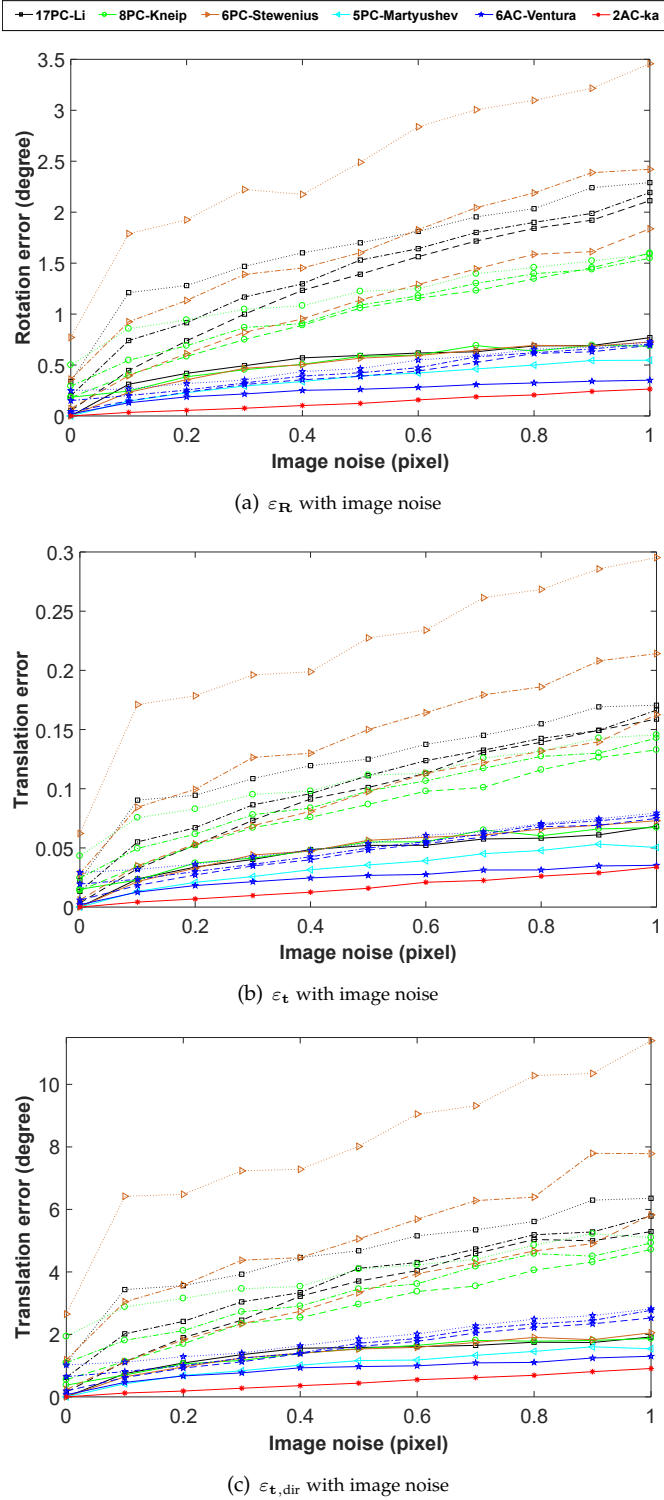 17PC-Li 8PC-Kneip 6PC-Stewenius 5PC-Martyushev 6AC-Ventura 2AC-ka
3.5
3
2.5
2
1.5
1
0.5
0
Rotation error (degree)
0 0.2 0.4 0.6 0.8 1
Image noise (pixel)
(a) εR with image noise
0.3
0.25
0.2
0.15
0.1
0.05
0
Translation error
0 0.2 0.4 0.6 0.8 1
Image noise (pixel)
(b) εt with image noise
10
8
6
4
2
0
Translation error (degree)
0 0.2 0.4 0.6 0.8 1
Image noise (pixel)
(c) εt,dir with image noise